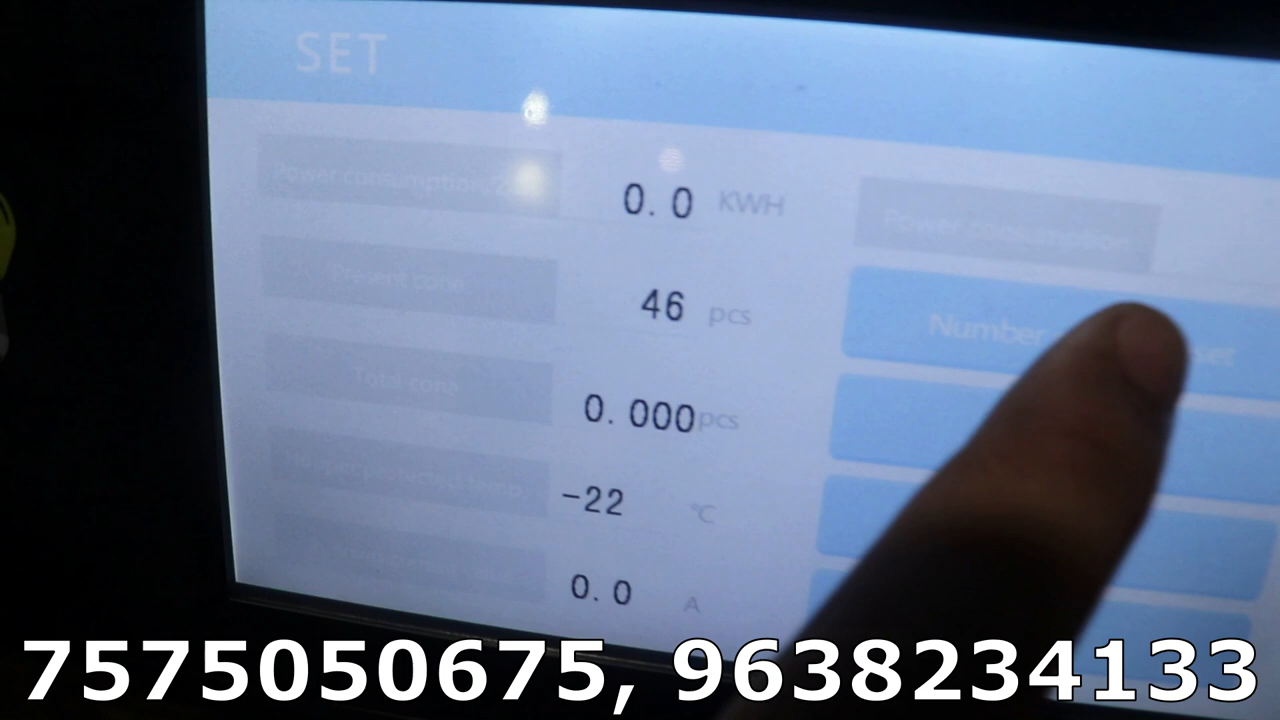 SET
Power consumption
0.0 KWH
Power consumption
Present cone
46 pcs
Number set
Total cone
0.000 pcs
-22 °C
0.0 A
7575050675, 9638234133